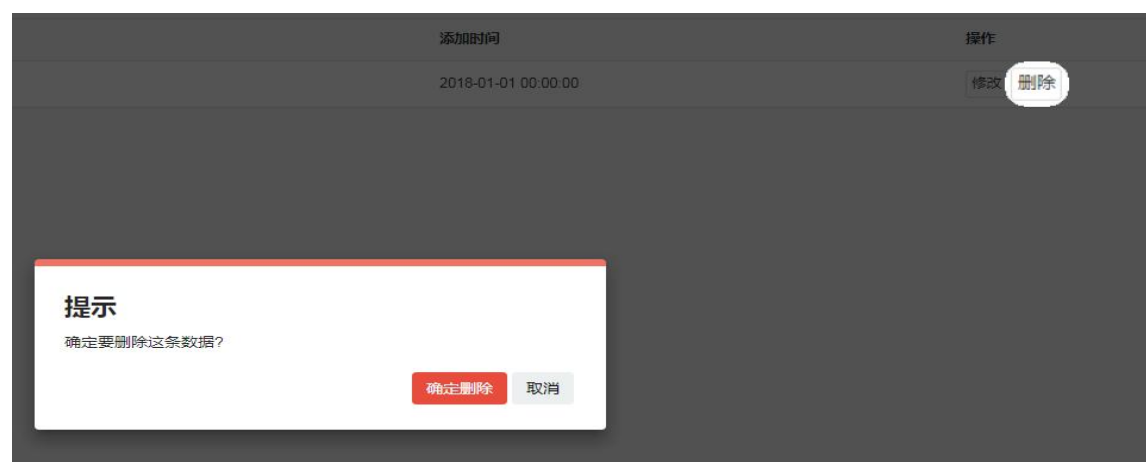 添加时间 操作
2018-01-01 00:00:00 修改 删除
提示
确定要删除这条数据?
确定删除 取消